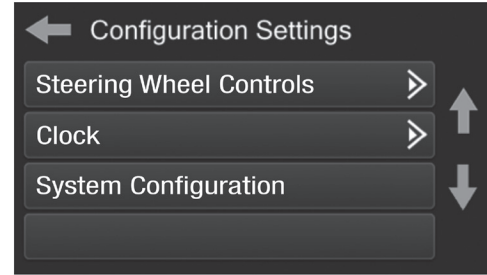 Configuration Settings
Steering Wheel Controls
Clock
System Configuration